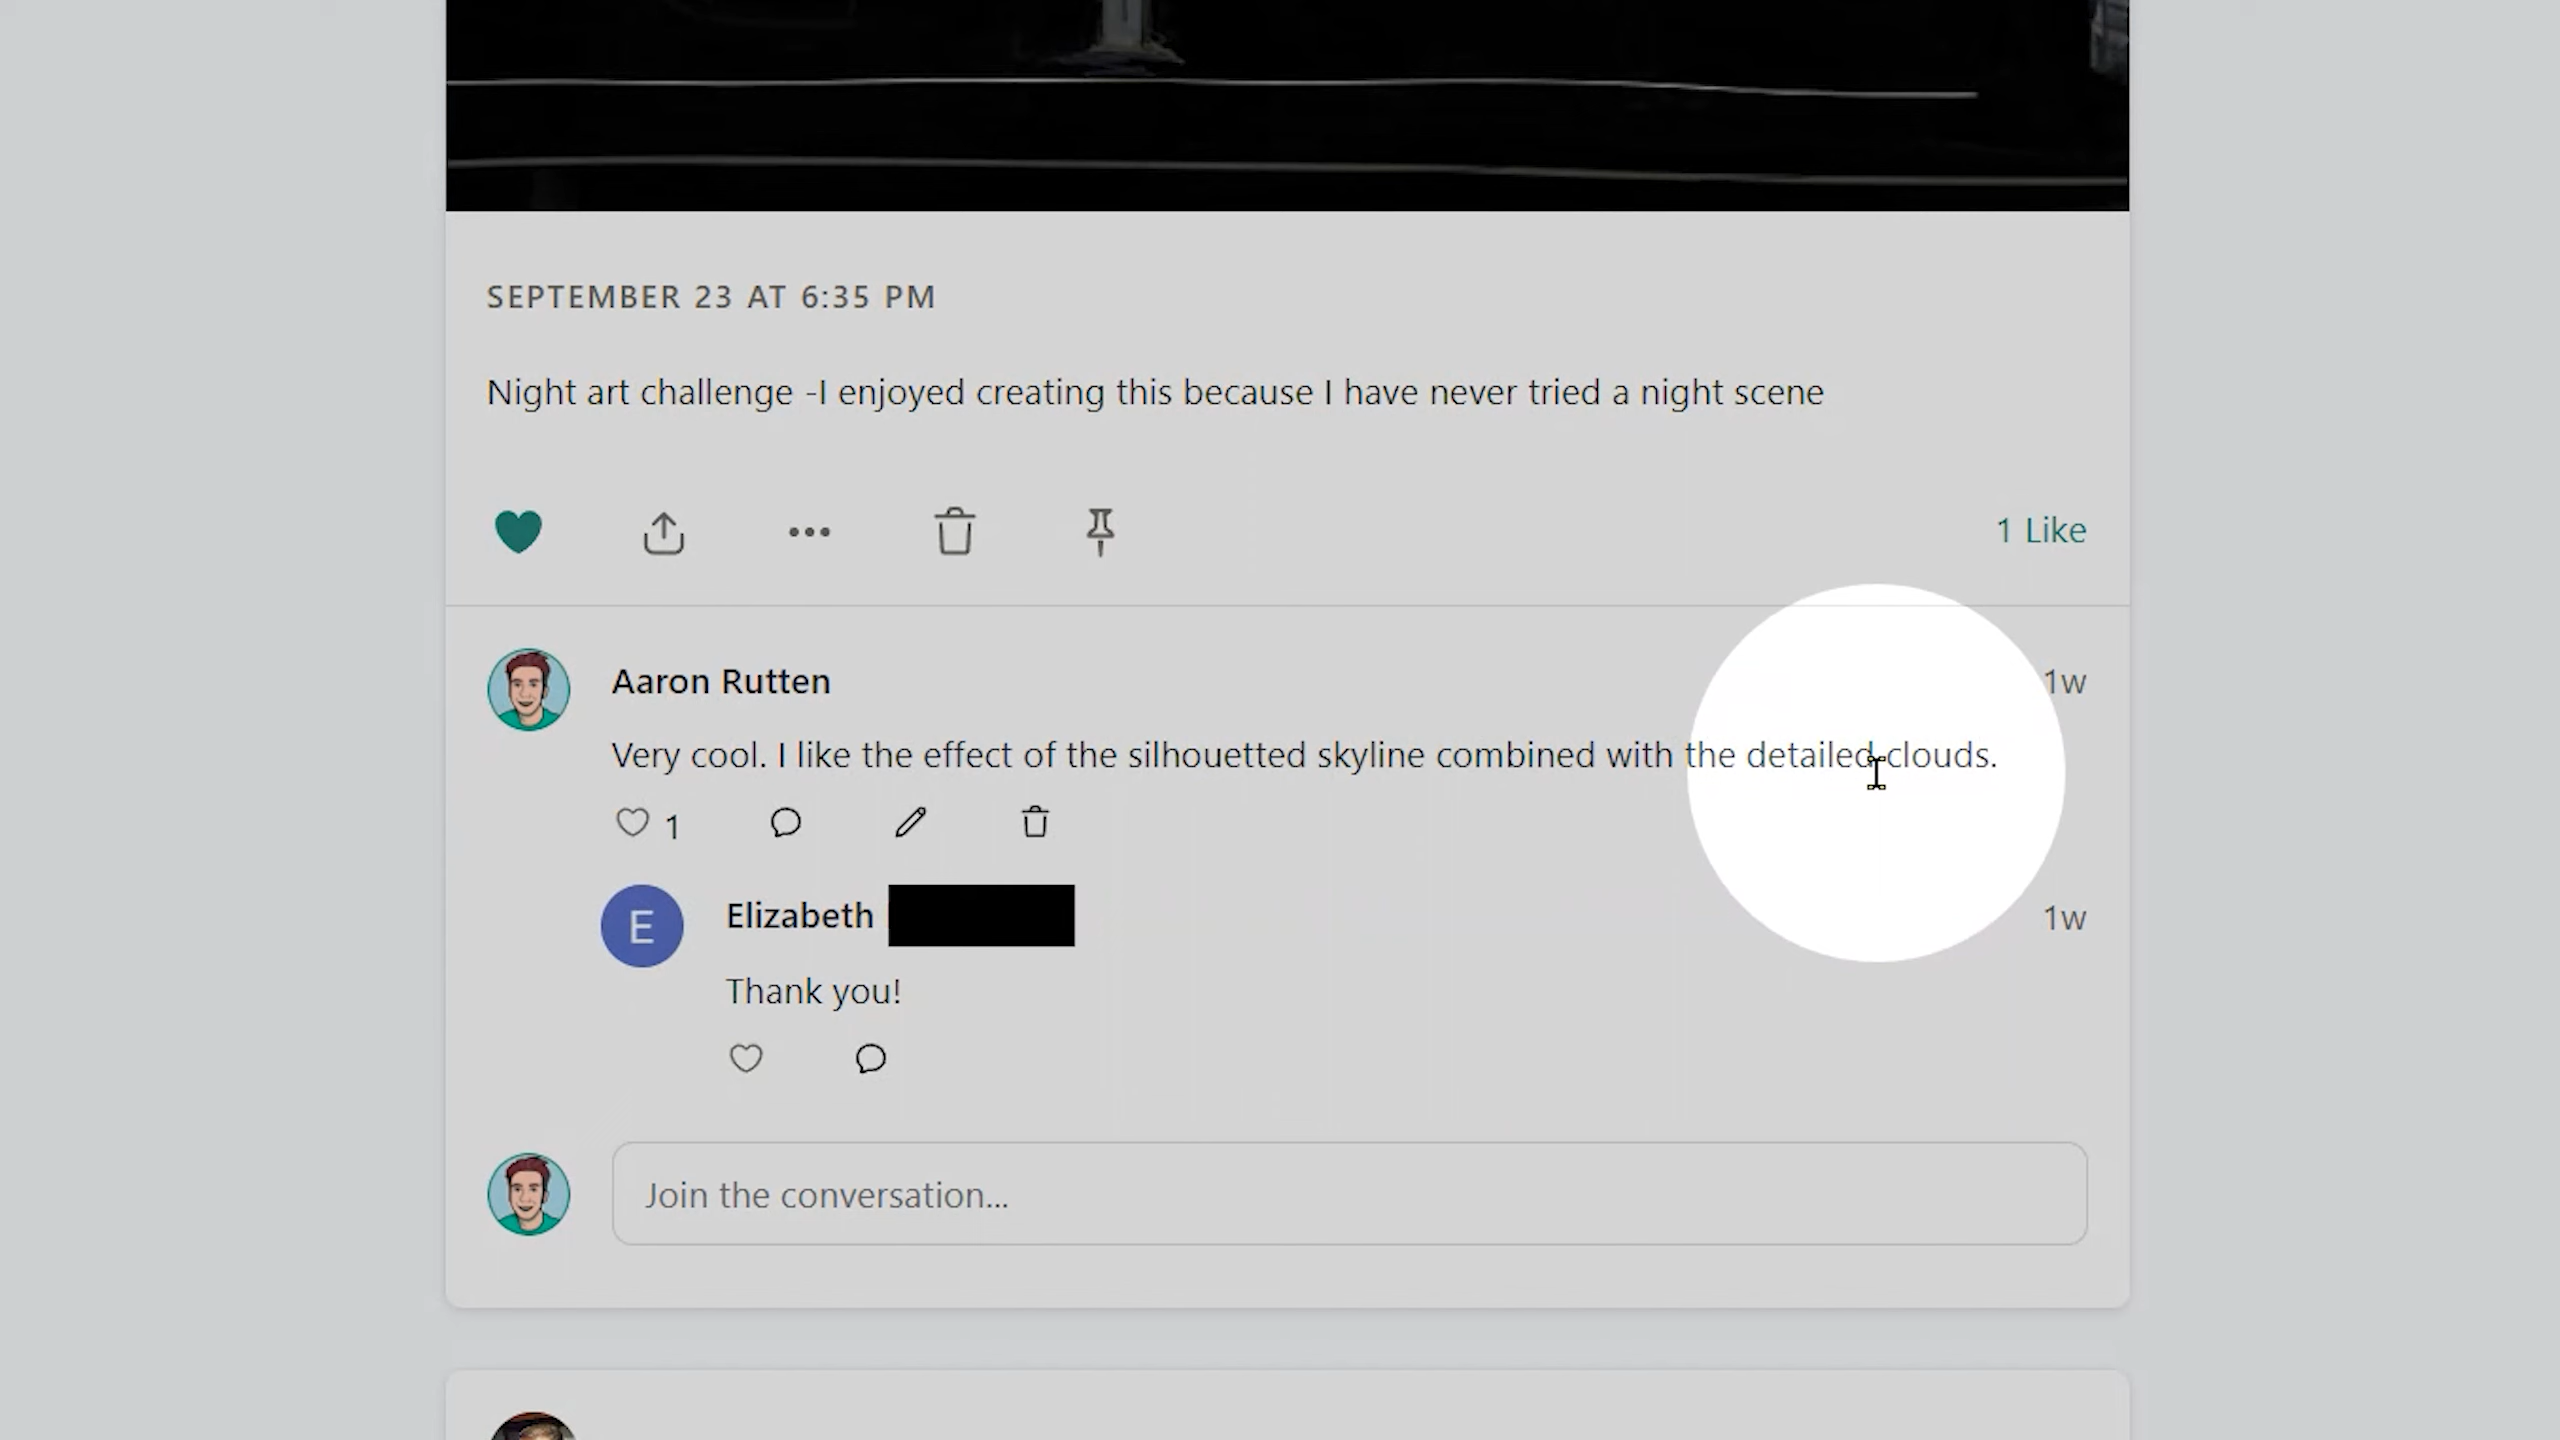 SEPTEMBER 23 AT 6:35 PM
Night art challenge -I enjoyed creating this because I have never tried a night scene
1 Like
Aaron Rutten
1w
Very cool. I like the effect of the silhouetted skyline combined with the detailed clouds.
1
E
Elizabeth
1w
Thank you!
Join the conversation...